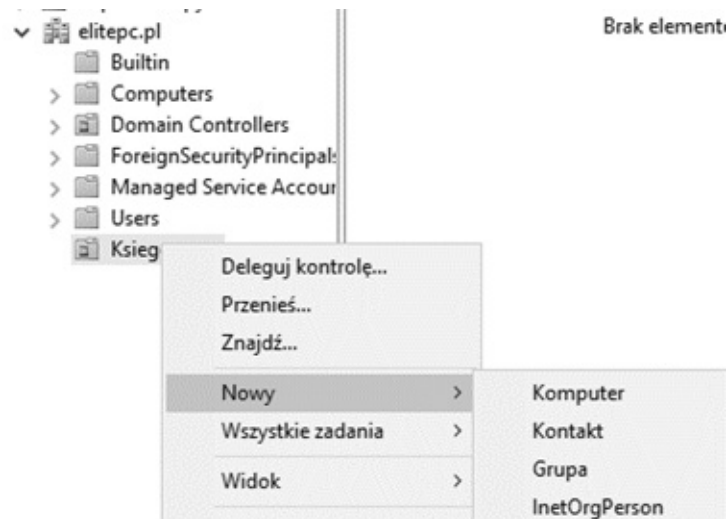 elitepc.pl
Brak elementó
Builtin
Computers
Domain Controllers
ForeignSecurityPrincipals
Managed Service Accour
Users
Ksieg
Deleguj kontrolę...
Przenieś...
Znajdź...
Nowy
Komputer
Wszystkie zadania
Kontakt
Grupa
Widok
InetOrgPerson